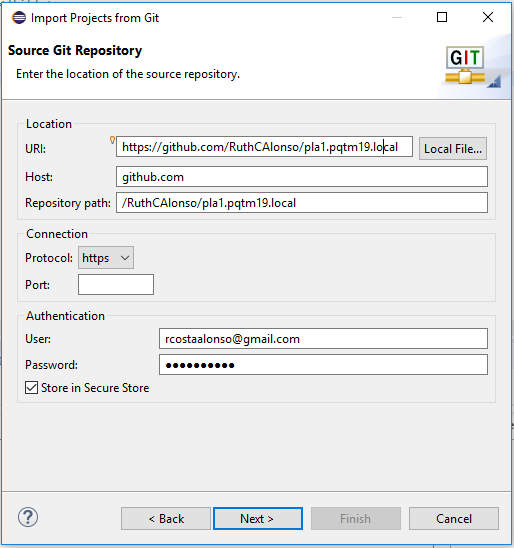 Import Projects from Git
Source Git Repository
Enter the location of the source repository.
GIT
Location
URI: https://github.com/RuthCAlonso/pla1.pqtm19.local Local File...
Host: github.com
Repository path: /RuthCAlonso/pla1.pqtm19.local
Connection
Protocol: https
Port:
Authentication
User: rcostaalonso@gmail.com
Password: ●●●●●●●●●●
Store in Secure Store
? < Back Next > Finish Cancel